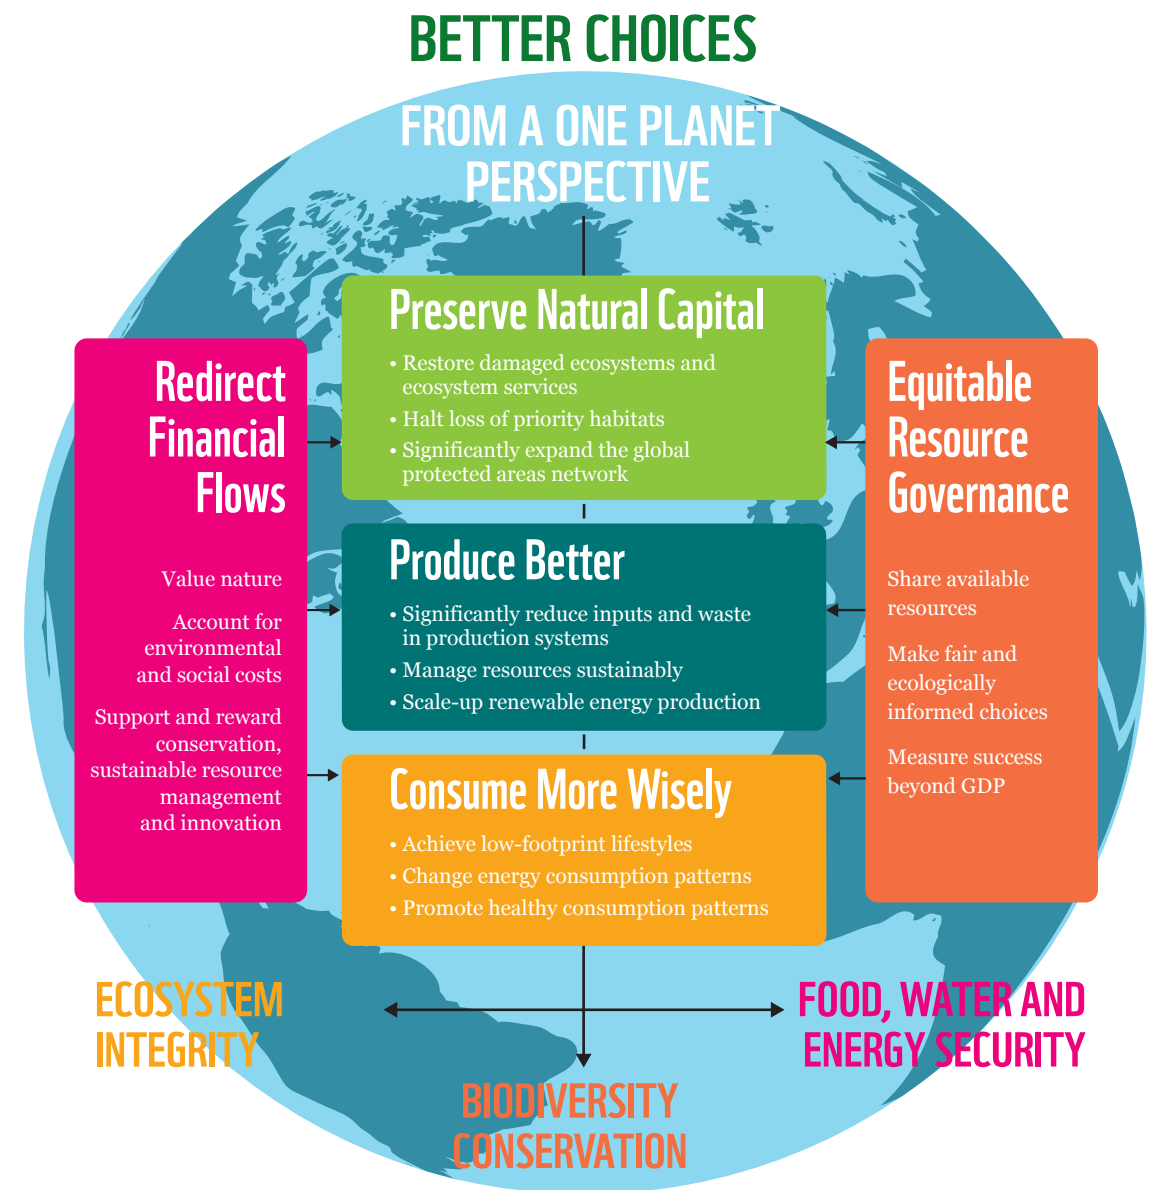 BETTER CHOICES
FROM A ONE PLANET
PERSPECTIVE
Preserve Natural Capital
• Restore damaged ecosystems and
ecosystem services
• Halt loss of priority habitats
• Significantly expand the global
protected areas network
Redirect
Financial
Flows
Value nature
Account for
environmental
and social costs
Support and reward
conservation,
sustainable resource
management
and innovation
Equitable
Resource
Governance
Share available
resources
Make fair and
ecologically
informed choices
Measure success
beyond GDP
Produce Better
• Significantly reduce inputs and waste
in production systems
• Manage resources sustainably
• Scale-up renewable energy production
Consume More Wisely
• Achieve low-footprint lifestyles
• Change energy consumption patterns
• Promote healthy consumption patterns
ECOSYSTEM
INTEGRITY
FOOD, WATER AND
ENERGY SECURITY
BIODIVERSITY
CONSERVATION